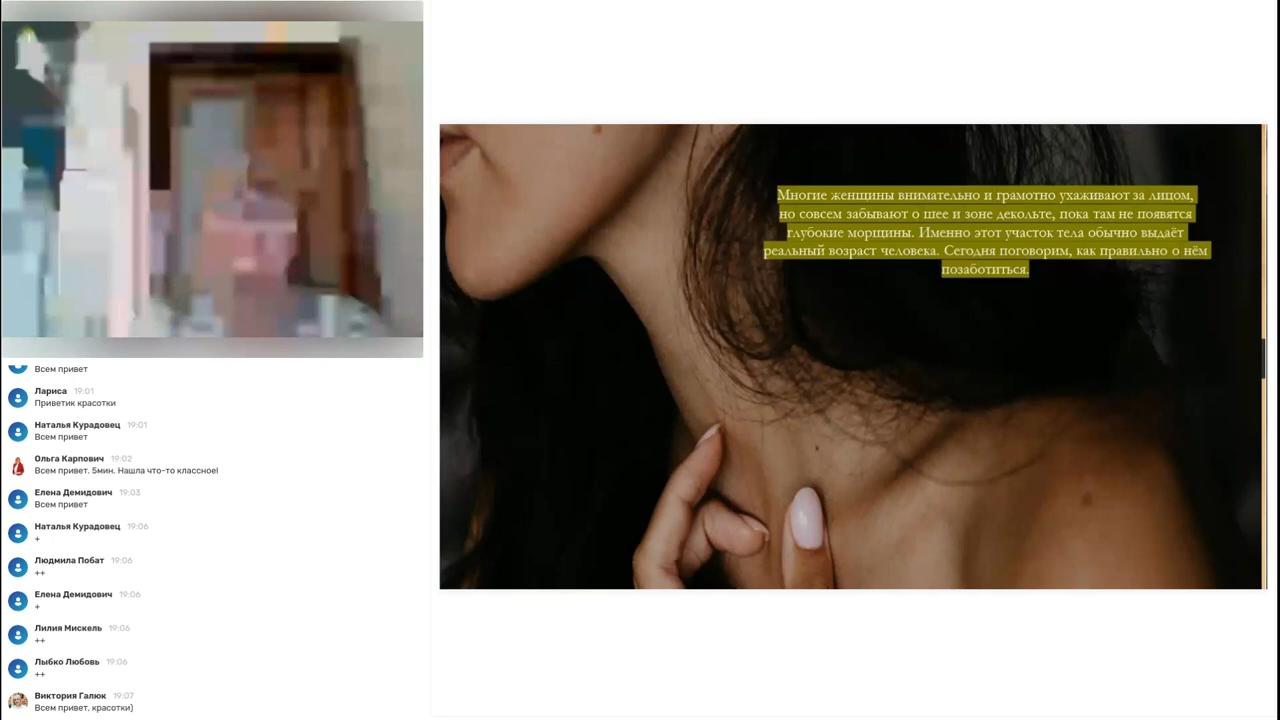 Всем привет
Лариса 19:01
Приветик красотки
Наталья Курадовец 19:01
Всем привет
Ольга Карпович 19:02
Всем привет. 5мин. Нашла что-то классное!
Елена Демидович 19:03
Всем привет
Наталья Курадовец 19:06
+
Людмила Побат 19:06
++
Елена Демидович 19:06
+
Лилия Мискель 19:06
++
Лыбко Любовь 19:06
++
Виктория Галюк 19:07
Всем привет, красотки)
Многие женщины внимательно и грамотно ухаживают за лицом,
но совсем забывают о шее и зоне декольте, пока там не появятся
глубокие морщины. Именно этот участок тела обычно выдаёт
реальный возраст человека. Сегодня поговорим, как правильно о нём
позаботиться.